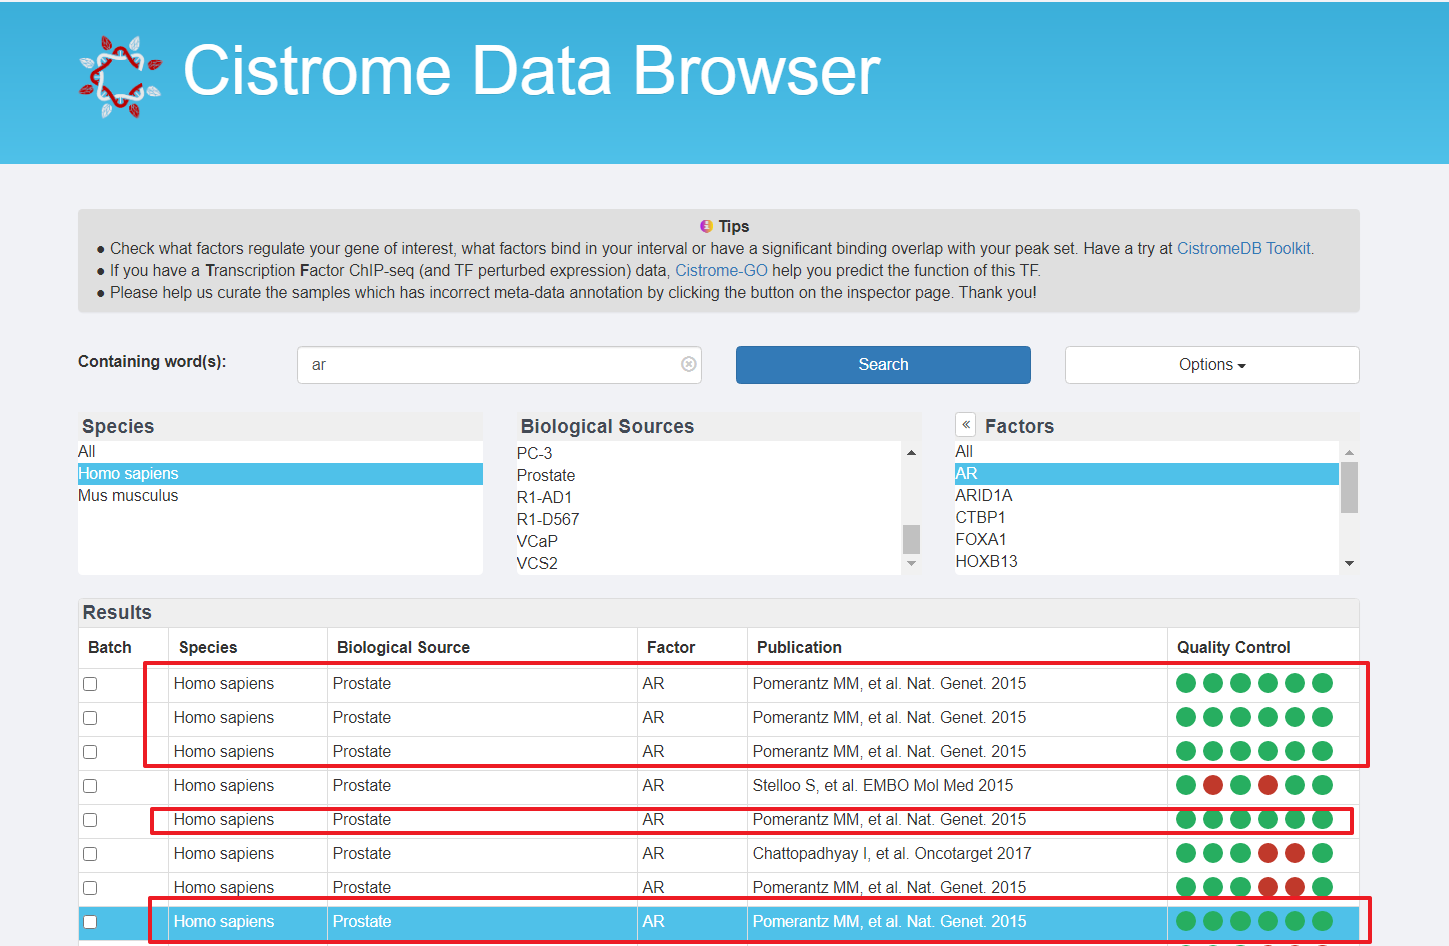 Cistrome Data Browser
Tips
● Check what factors regulate your gene of interest, what factors bind in your interval or have a significant binding overlap with your peak set. Have a try at CistromeDB Toolkit.
● If you have a Transcription Factor ChIP-seq (and TF perturbed expression) data, Cistrome-GO help you predict the function of this TF.
● Please help us curate the samples which has incorrect meta-data annotation by clicking the button on the inspector page. Thank you!
Containing word(s): ar Search Options
Species Biological Sources « Factors
All PC-3 All
Homo sapiens Prostate AR
Mus musculus R1-AD1 ARID1A
R1-D567 CTBP1
VCaP FOXA1
VCS2 HOXB13
Results
Batch Species Biological Source Factor Publication Quality Control
Homo sapiens Prostate AR Pomerantz MM, et al. Nat. Genet. 2015
Homo sapiens Prostate AR Pomerantz MM, et al. Nat. Genet. 2015
Homo sapiens Prostate AR Pomerantz MM, et al. Nat. Genet. 2015
Homo sapiens Prostate AR Stelloo S, et al. EMBO Mol Med 2015
Homo sapiens Prostate AR Pomerantz MM, et al. Nat. Genet. 2015
Homo sapiens Prostate AR Chattopadhyay I, et al. Oncotarget 2017
Homo sapiens Prostate AR Pomerantz MM, et al. Nat. Genet. 2015
Homo sapiens Prostate AR Pomerantz MM, et al. Nat. Genet. 2015